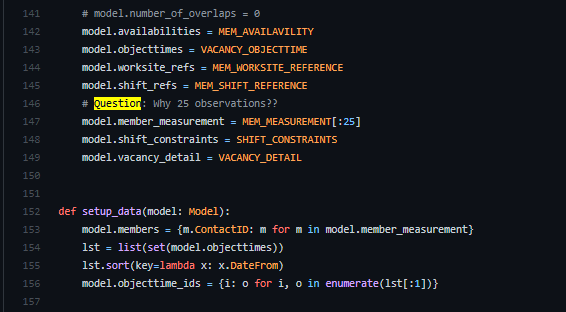 141 # model.number_of_overlaps = 0
142 model.availabilities = MEM_AVAILAVILITY
143 model.objecttimes = VACANCY_OBJECTTIME
144 model.worksite_refs = MEM_WORKSITE_REFERENCE
145 model.shift_refs = MEM_SHIFT_REFERENCE
146 # Question: Why 25 observations??
147 model.member_measurement = MEM_MEASUREMENT[:25]
148 model.shift_constraints = SHIFT_CONSTRAINTS
149 model.vacancy_detail = VACANCY_DETAIL
150
151
152 def setup_data(model: Model):
153 model.members = {m.ContactID: m for m in model.member_measurement}
154 lst = list(set(model.objecttimes))
155 lst.sort(key=lambda x: x.DateFrom)
156 model.objecttime_ids = {i: o for i, o in enumerate(lst[:1])}
157